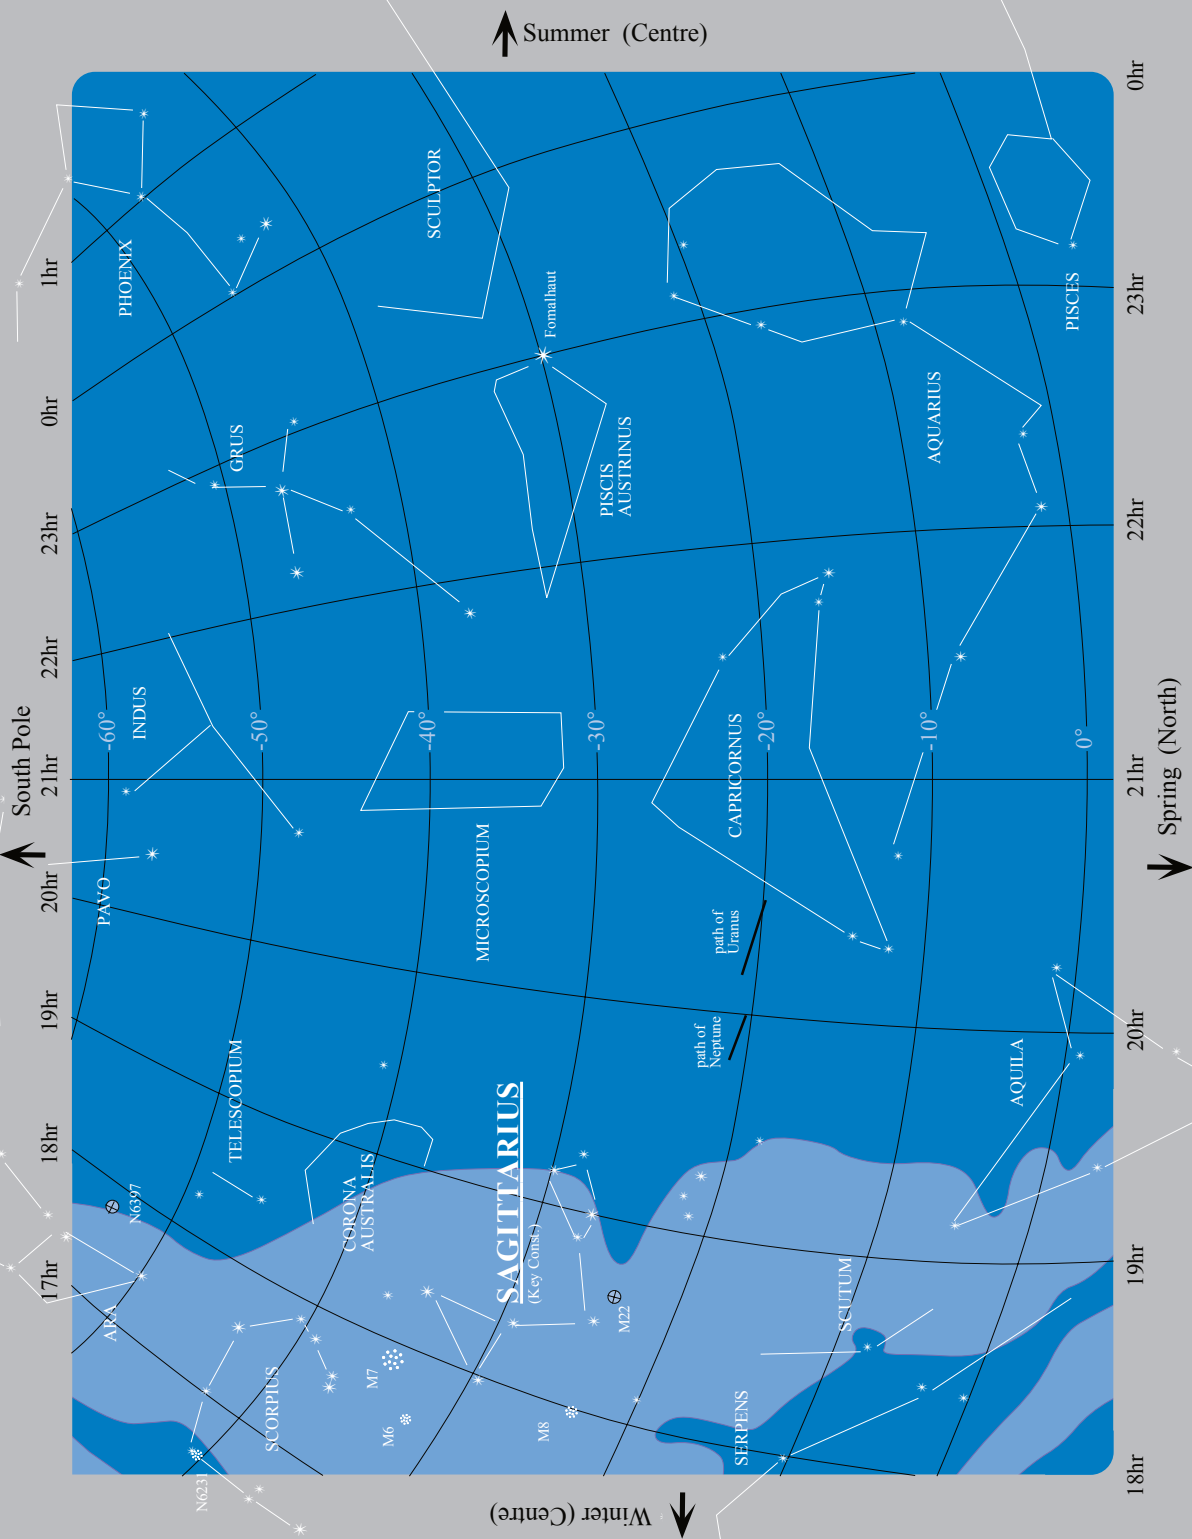 Summer (Centre)
0hr
1hr
0hr
23hr
22hr
21hr
20hr
19hr
18hr
17hr
South Pole
PHOENIX
SCULPTOR
Fomalhaut
PISCES
23hr
GRUS
PISCIS
AUSTRINUS
AQUARIUS
22hr
INDUS
-60°
-50°
-40°
-30°
-20°
-10°
0°
CAPRICORNUS
21hr
Spring (North)
MICROSCOPIUM
PAVO
path of
Uranus
path of
Neptune
20hr
TELESCOPIUM
AQUILA
N6397
CORONA
AUSTRALIS
SAGITTARIUS
(Key Const.)
M22
SCUTUM
19hr
ARA
M7
SCORPIUS
M6
M8
SERPENS
N6231
18hr
Winter (Centre)